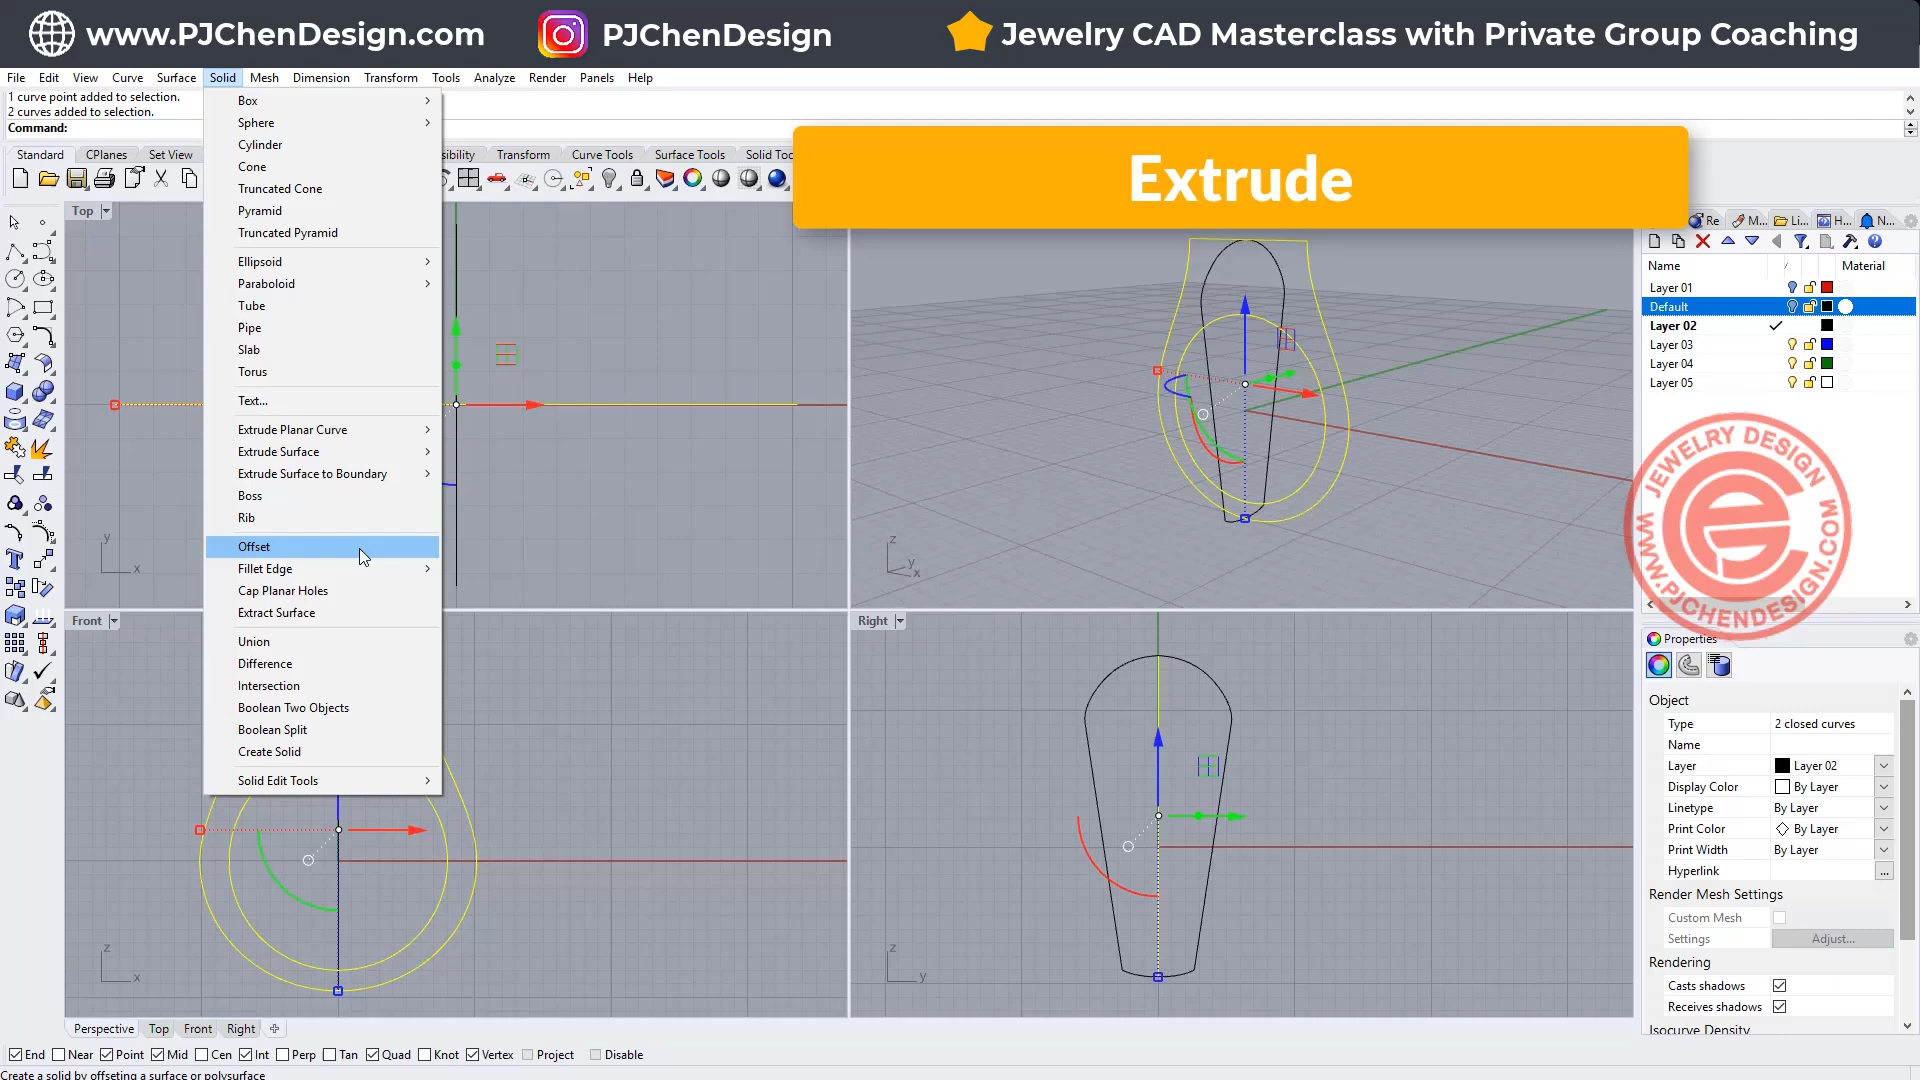 www.PJChenDesign.com PJChenDesign Jewelry CAD Masterclass with Private Group Coaching
File Edit View Curve Surface Solid Mesh Dimension Transform Tools Analyze Render Panels Help
1 curve point added to selection.
2 curves added to selection.
Command:
Extrude
Standard CPlanes Set View sibility Transform Curve Tools Surface Tools Solid Toc
Box
Sphere
Cylinder
Cone
Truncated Cone
Pyramid
Truncated Pyramid
Ellipsoid
Paraboloid
Tube
Pipe
Slab
Torus
Text...
Extrude Planar Curve
Extrude Surface
Extrude Surface to Boundary
Boss
Rib
Offset
Fillet Edge
Cap Planar Holes
Extract Surface
Union
Difference
Intersection
Boolean Two Objects
Boolean Split
Create Solid
Solid Edit Tools
Top
y
x
z
y
x
Front
z
x
Right
z
y
Re M... Li... H... N...
Name Material
Layer 01
Default
Layer 02
Layer 03
Layer 04
Layer 05
JEWELRY DESIGN
WWW.PJCHENDESIGN.COM
Properties
Object
Type 2 closed curves
Name
Layer Layer 02
Display Color By Layer
Linetype By Layer
Print Color By Layer
Print Width By Layer
Hyperlink ...
Render Mesh Settings
Custom Mesh
Settings Adjust...
Rendering
Casts shadows
Receives shadows
Isocurve Density
Perspective Top Front Right
End Near Point Mid Cen Int Perp Tan Quad Knot Vertex Project Disable
Create a solid by offseting a surface or polysurface